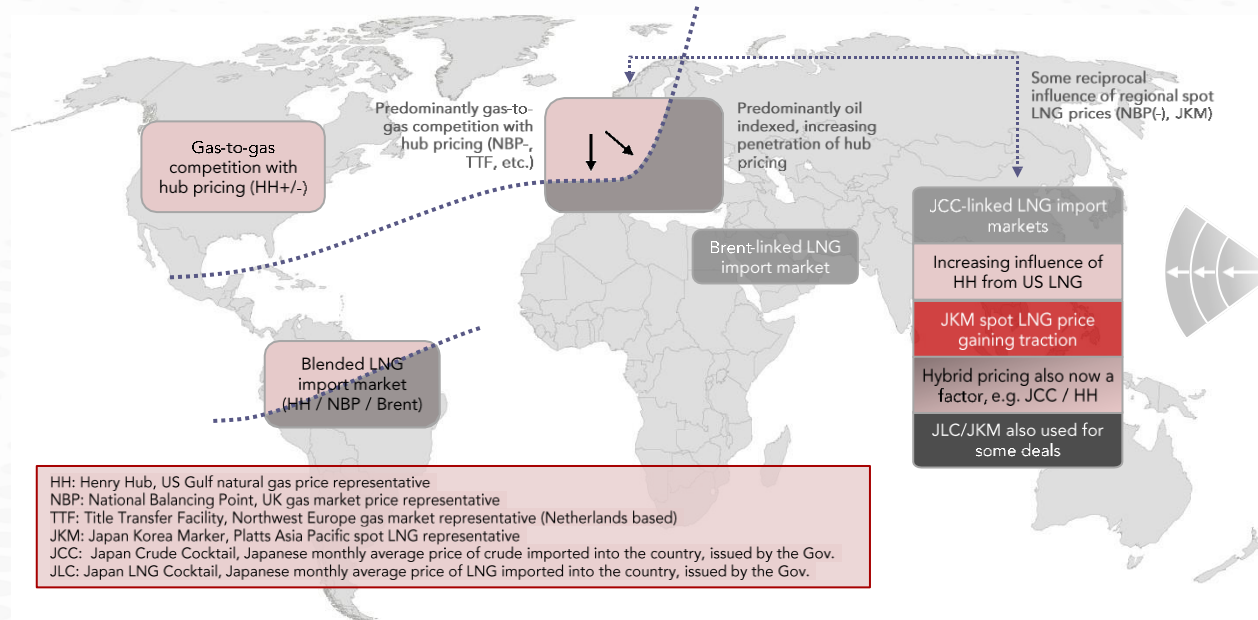 Gas-to-gas
competition with
hub pricing (HH+/-)
Predominantly gas-to-
gas competition with
hub pricing (NBP-,
TTF, etc.)
Predominantly oil
indexed, increasing
penetration of hub
pricing
Some reciprocal
influence of regional spot
LNG prices (NBP(-), JKM)
Brent-linked LNG
import market
JCC-linked LNG import
markets
Increasing influence of
HH from US LNG
JKM spot LNG price
gaining traction
Hybrid pricing also now a
factor, e.g. JCC / HH
JLC/JKM also used for
some deals
Blended LNG
import market
(HH / NBP / Brent)
HH: Henry Hub, US Gulf natural gas price representative
NBP: National Balancing Point, UK gas market price representative
TTF: Title Transfer Facility, Northwest Europe gas market representative (Netherlands based)
JKM: Japan Korea Marker, Platts Asia Pacific spot LNG representative
JCC: Japan Crude Cocktail, Japanese monthly average price of crude imported into the country, issued by the Gov.
JLC: Japan LNG Cocktail, Japanese monthly average price of LNG imported into the country, issued by the Gov.